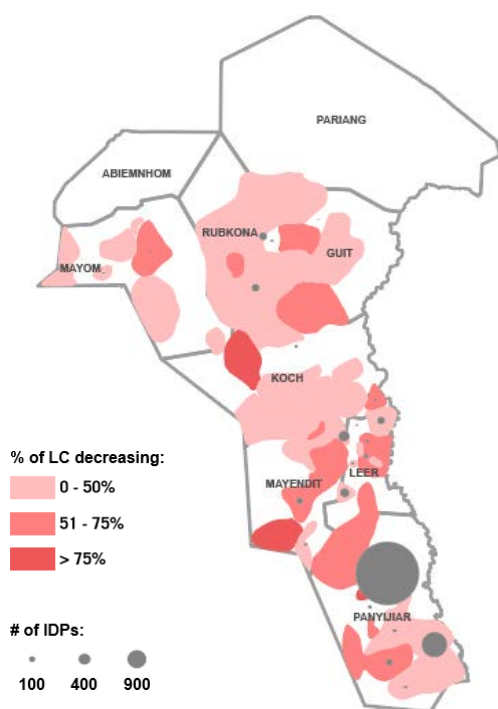 PARIANG
ABIEMNHOM
RUBKONA
GUIT
MAYOM
KOCH
% of LC decreasing:
0 - 50%
51 - 75%
> 75%
LEER
MAYENDIT
PANYIJIAR
# of IDPs:
100 400 900